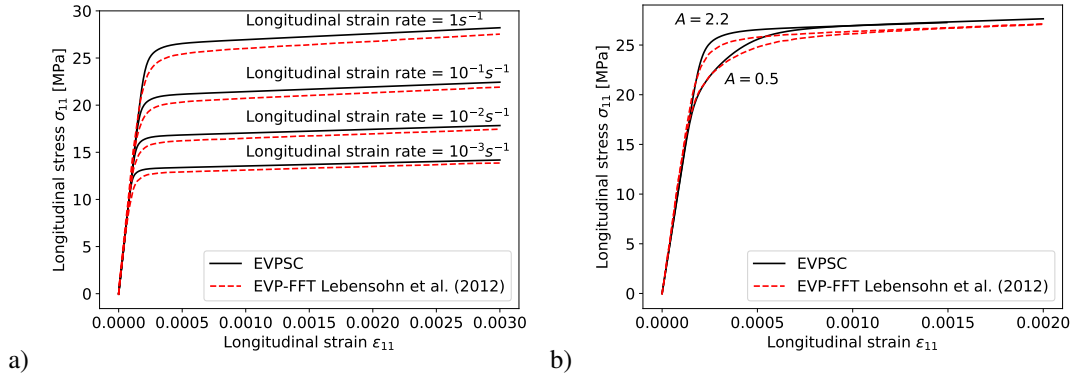 Longitudinal stress σ₁₁ [MPa]
30
25
20
15
10
5
0
Longitudinal strain rate = 1s⁻¹
Longitudinal strain rate = 10⁻¹s⁻¹
Longitudinal strain rate = 10⁻²s⁻¹
Longitudinal strain rate = 10⁻³s⁻¹
EVPSC
EVP-FFT Lebensohn et al. (2012)
0.0000 0.0005 0.0010 0.0015 0.0020 0.0025 0.0030
Longitudinal strain ε₁₁
a)
Longitudinal stress σ₁₁ [MPa]
25
20
15
10
5
0
A = 2.2
A = 0.5
EVPSC
EVP-FFT Lebensohn et al. (2012)
0.0000 0.0005 0.0010 0.0015 0.0020
Longitudinal strain ε₁₁
b)